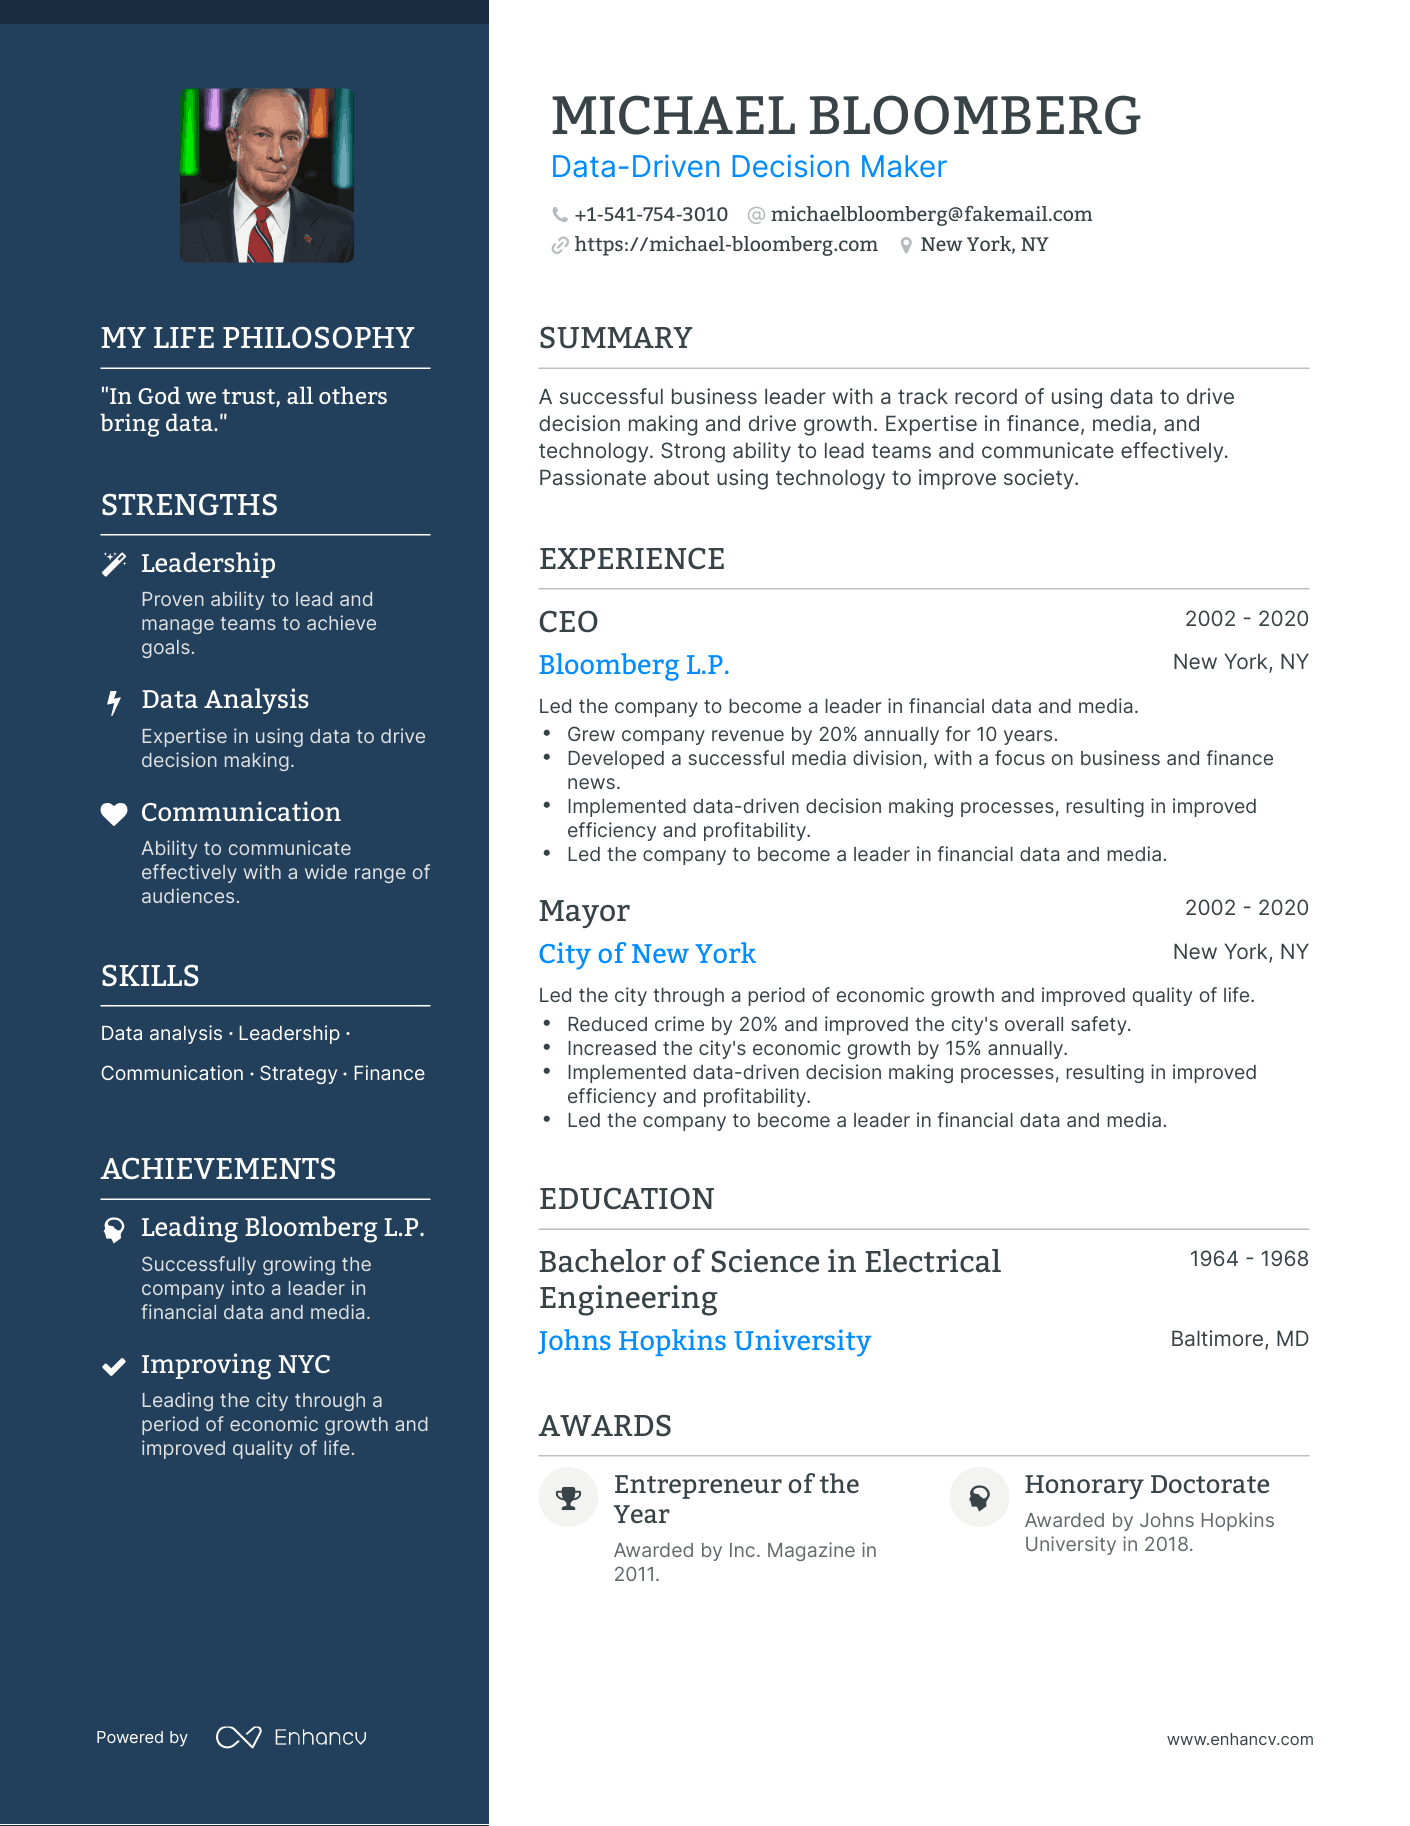 MICHAEL BLOOMBERG
Data-Driven Decision Maker
+1-541-754-3010 @ michaelbloomberg@fakemail.com
https://michael-bloomberg.com New York, NY
MY LIFE PHILOSOPHY
"In God we trust, all others
bring data."
STRENGTHS
Leadership
Proven ability to lead and
manage teams to achieve
goals.
Data Analysis
Expertise in using data to drive
decision making.
Communication
Ability to communicate
effectively with a wide range of
audiences.
SKILLS
Data analysis · Leadership ·
Communication · Strategy · Finance
ACHIEVEMENTS
Leading Bloomberg L.P.
Successfully growing the
company into a leader in
financial data and media.
Improving NYC
Leading the city through a
period of economic growth and
improved quality of life.
SUMMARY
A successful business leader with a track record of using data to drive
decision making and drive growth. Expertise in finance, media, and
technology. Strong ability to lead teams and communicate effectively.
Passionate about using technology to improve society.
EXPERIENCE
CEO 2002 - 2020
Bloomberg L.P. New York, NY
Led the company to become a leader in financial data and media.
• Grew company revenue by 20% annually for 10 years.
• Developed a successful media division, with a focus on business and finance
news.
• Implemented data-driven decision making processes, resulting in improved
efficiency and profitability.
• Led the company to become a leader in financial data and media.
Mayor 2002 - 2020
City of New York New York, NY
Led the city through a period of economic growth and improved quality of life.
• Reduced crime by 20% and improved the city's overall safety.
• Increased the city's economic growth by 15% annually.
• Implemented data-driven decision making processes, resulting in improved
efficiency and profitability.
• Led the company to become a leader in financial data and media.
EDUCATION
Bachelor of Science in Electrical 1964 - 1968
Engineering
Johns Hopkins University Baltimore, MD
AWARDS
Entrepreneur of the
Year
Awarded by Inc. Magazine in
2011.
Honorary Doctorate
Awarded by Johns Hopkins
University in 2018.
Powered by Enhancv
www.enhancv.com